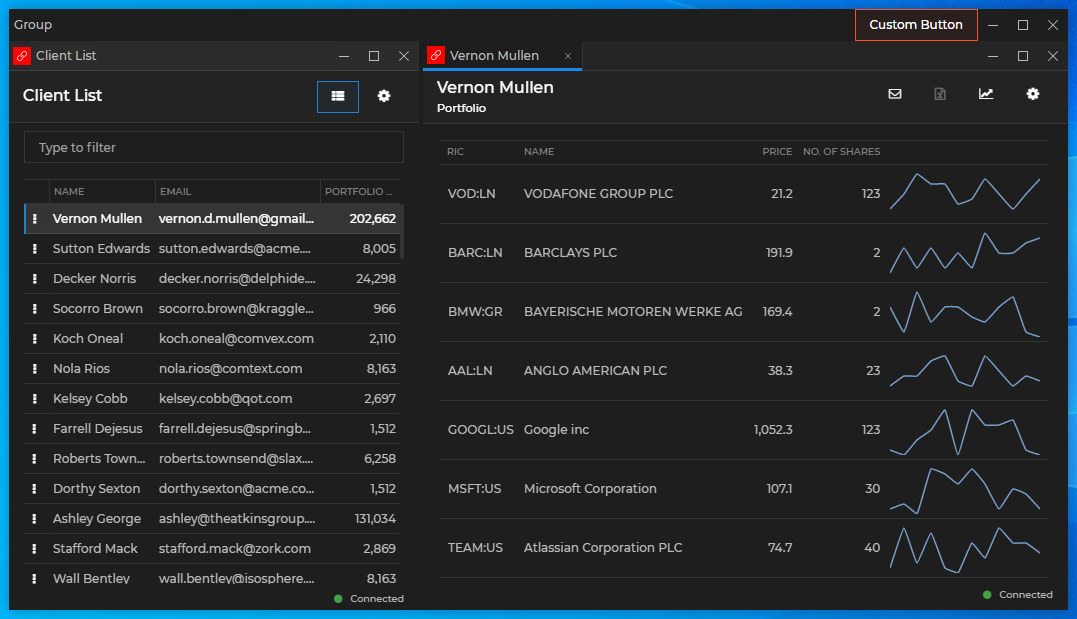 Group
Custom Button
Client List
Client List
Type to filter
NAME EMAIL PORTFOLIO ...
Vernon Mullen vernon.d.mullen@gmail... 202,662
Sutton Edwards sutton.edwards@acme.... 8,005
Decker Norris decker.norris@delphide.... 24,298
Socorro Brown socorro.brown@kraggle... 966
Koch Oneal koch.oneal@comvex.com 2,110
Nola Rios nola.rios@comtext.com 8,163
Kelsey Cobb kelsey.cobb@qot.com 2,697
Farrell Dejesus farrell.dejesus@springb... 1,512
Roberts Town... roberts.townsend@slax.... 6,258
Dorthy Sexton dorthy.sexton@acme.co... 1,512
Ashley George ashley@theatkinsgroup.... 131,034
Stafford Mack stafford.mack@zork.com 2,869
Wall Bentley wall.bentley@isosphere.... 8,163
Connected
Vernon Mullen
Vernon Mullen
Portfolio
RIC NAME PRICE NO. OF SHARES
VOD:LN VODAFONE GROUP PLC 21.2 123
BARC:LN BARCLAYS PLC 191.9 2
BMW:GR BAYERISCHE MOTOREN WERKE AG 169.4 2
AAL:LN ANGLO AMERICAN PLC 38.3 23
GOOGL:US Google inc 1,052.3 123
MSFT:US Microsoft Corporation 107.1 30
TEAM:US Atlassian Corporation PLC 74.7 40
Connected